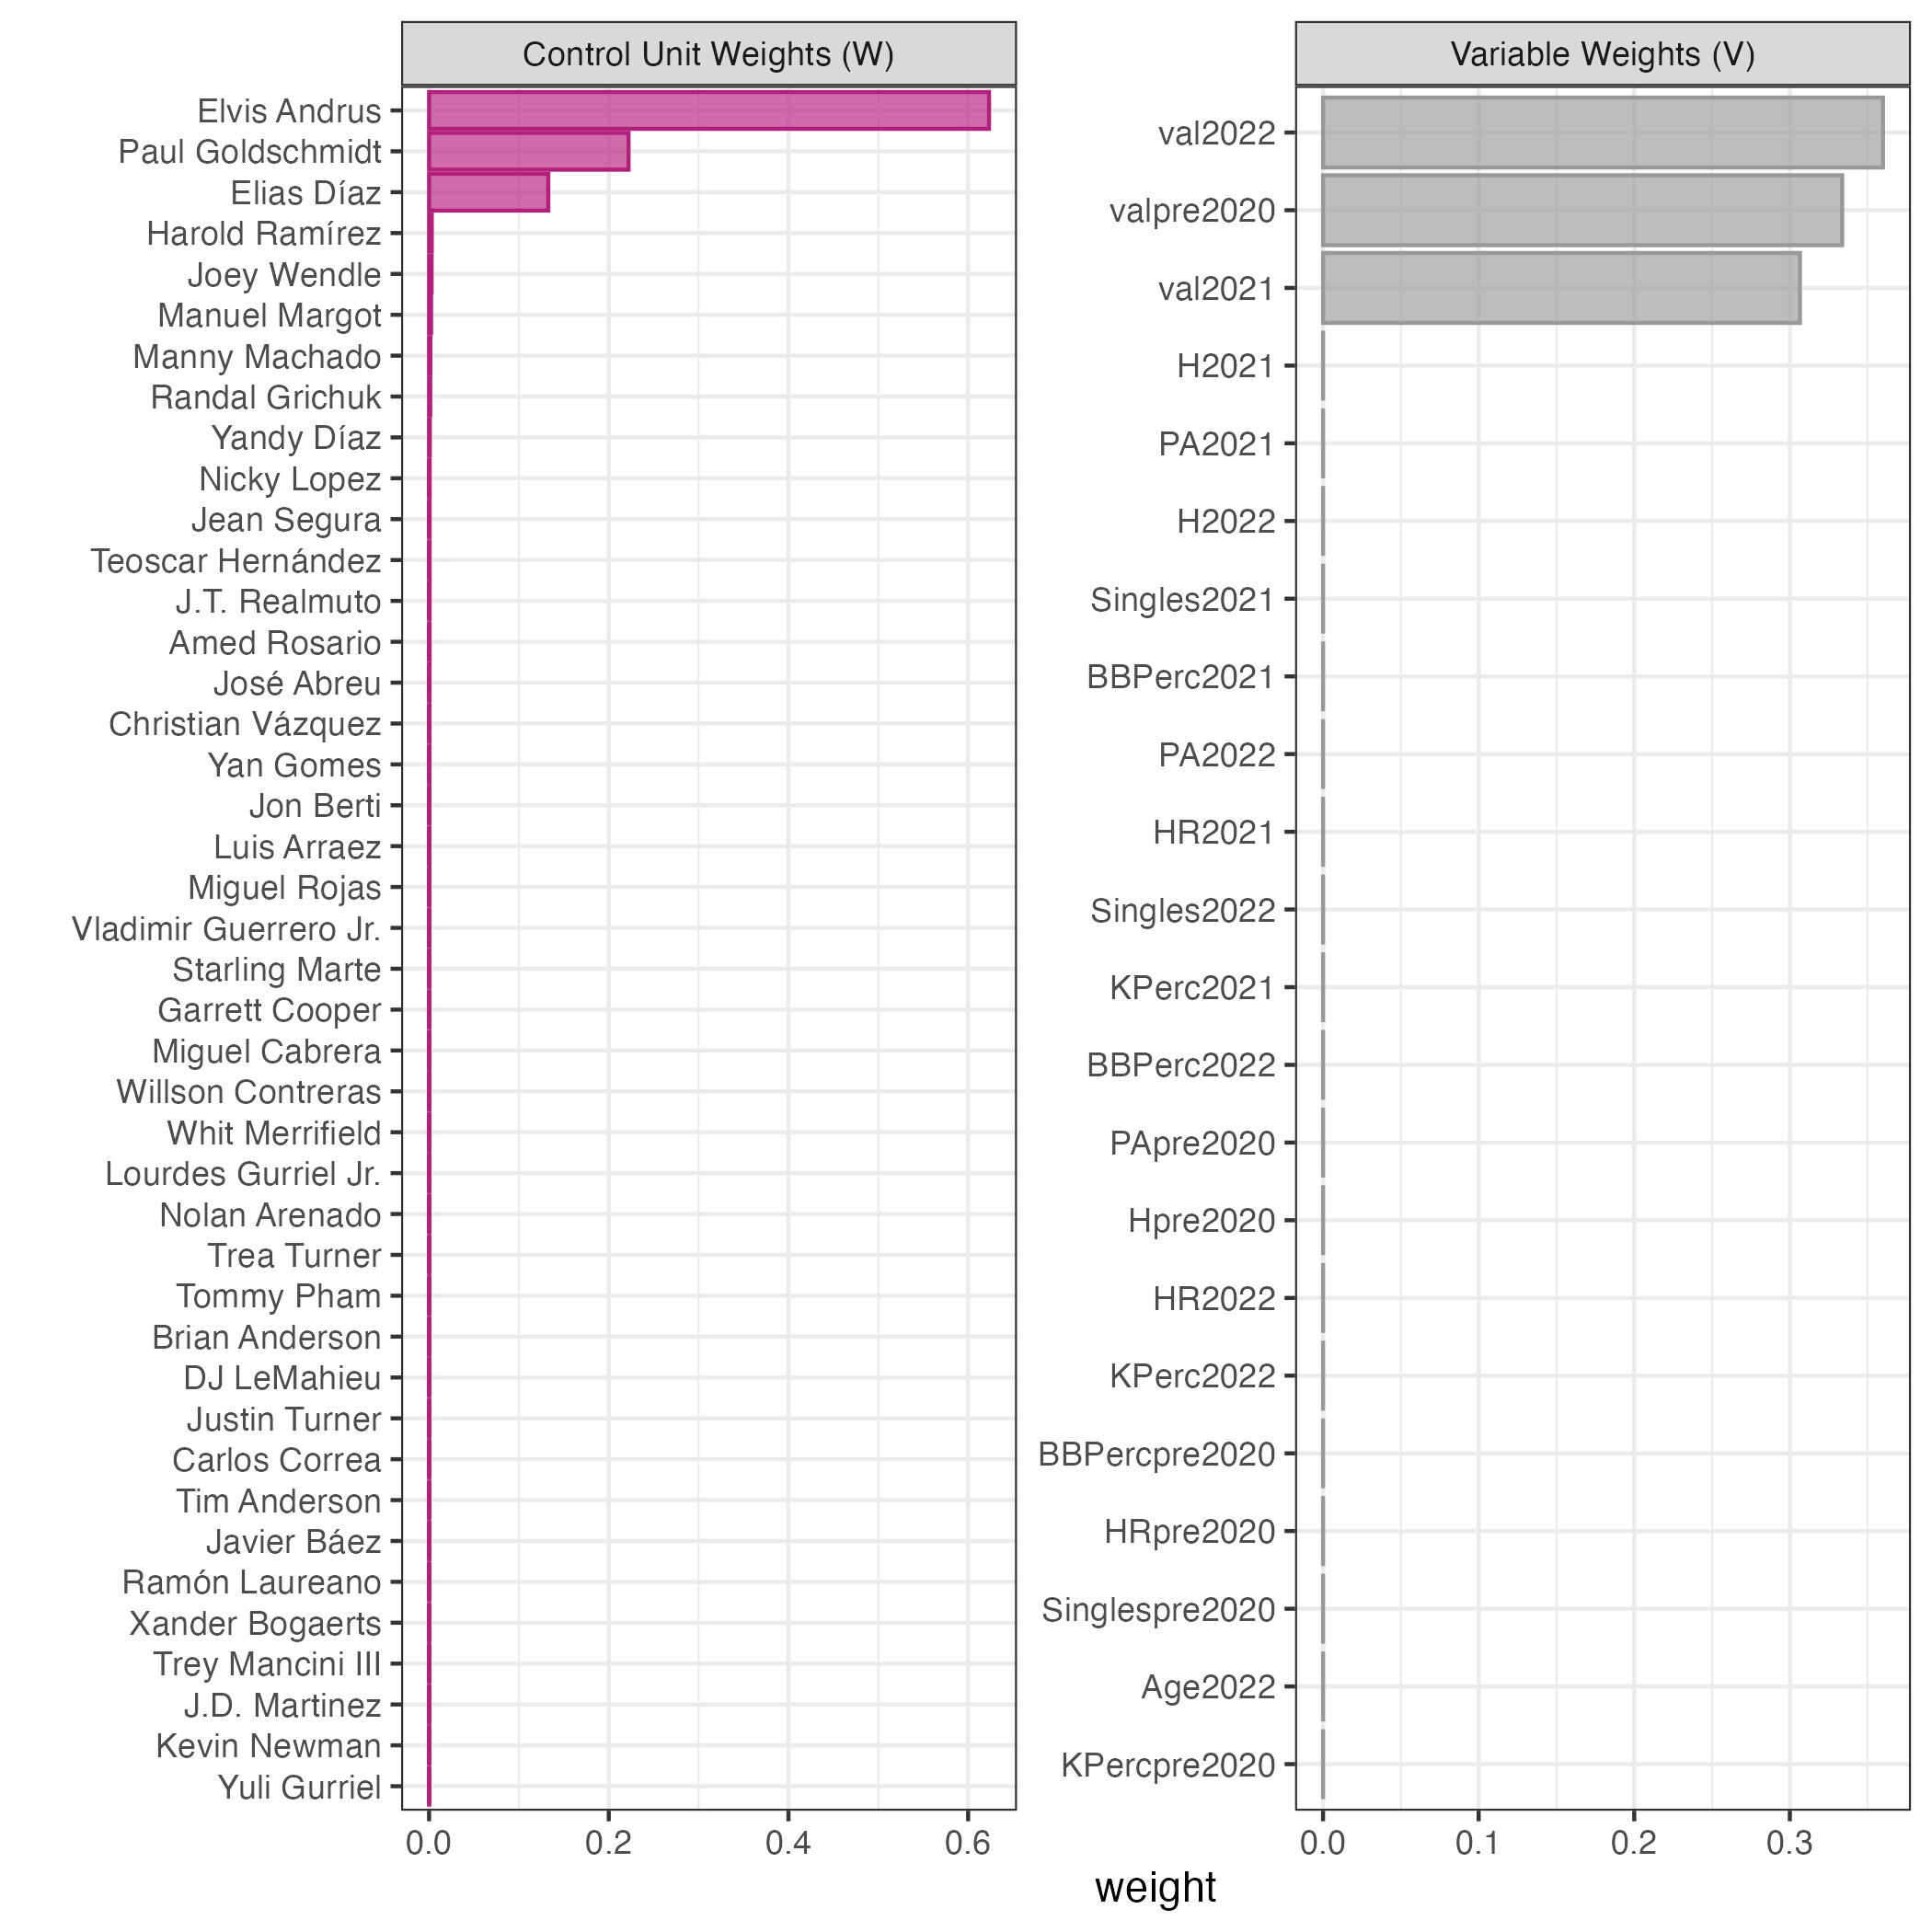 Control Unit Weights (W)
Elvis Andrus
Paul Goldschmidt
Elias Díaz
Harold Ramírez
Joey Wendle
Manuel Margot
Manny Machado
Randal Grichuk
Yandy Díaz
Nicky Lopez
Jean Segura
Teoscar Hernández
J.T. Realmuto
Amed Rosario
José Abreu
Christian Vázquez
Yan Gomes
Jon Berti
Luis Arraez
Miguel Rojas
Vladimir Guerrero Jr.
Starling Marte
Garrett Cooper
Miguel Cabrera
Willson Contreras
Whit Merrifield
Lourdes Gurriel Jr.
Nolan Arenado
Trea Turner
Tommy Pham
Brian Anderson
DJ LeMahieu
Justin Turner
Carlos Correa
Tim Anderson
Javier Báez
Ramón Laureano
Xander Bogaerts
Trey Mancini III
J.D. Martinez
Kevin Newman
Yuli Gurriel
0.0 0.2 0.4 0.6
Variable Weights (V)
val2022
valpre2020
val2021
H2021
PA2021
H2022
Singles2021
BBPerc2021
PA2022
HR2021
Singles2022
KPerc2021
BBPerc2022
PApre2020
Hpre2020
HR2022
KPerc2022
BBPercpre2020
HRpre2020
Singlespre2020
Age2022
KPercpre2020
0.0 0.1 0.2 0.3
weight